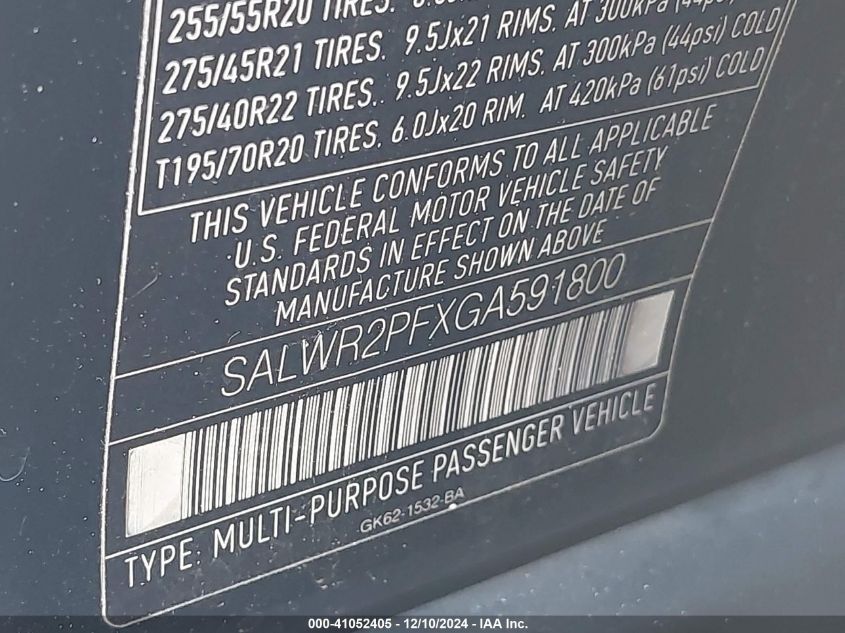 255/55R20 TIRES.
275/45R21 TIRES. 9.5Jx21 RIMS. AT 300kPa (44psi) COLD
275/40R22 TIRES. 9.5Jx22 RIMS. AT 300kPa (44psi) COLD
T195/70R20 TIRES. 6.0Jx20 RIM. AT 420kPa (61psi) COLD
THIS VEHICLE CONFORMS TO ALL APPLICABLE
U.S. FEDERAL MOTOR VEHICLE SAFETY
STANDARDS IN EFFECT ON THE DATE OF
MANUFACTURE SHOWN ABOVE
SALWR2PFXGA591800
TYPE: MULTI-PURPOSE PASSENGER VEHICLE
GK62-1532-BA
000-41052405 - 12/10/2024 - IAA Inc.